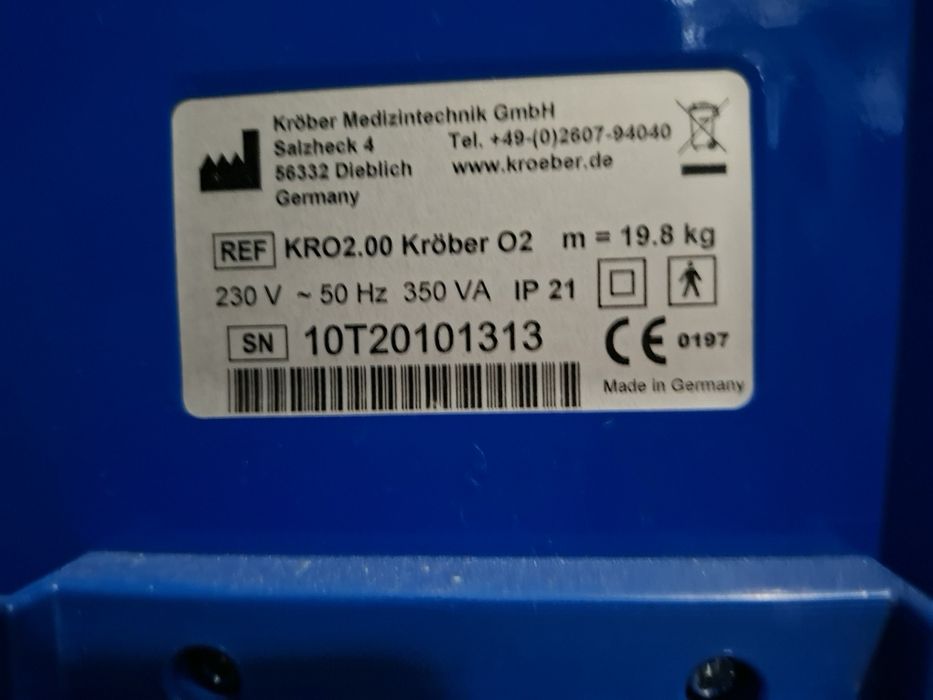 Kröber Medizintechnik GmbH
Salzheck 4 Tel. +49-(0)2607-94040
56332 Dieblich www.kroeber.de
Germany
REF KRO2.00 Kröber O2 m = 19.8 kg
230 V ~ 50 Hz 350 VA IP 21
SN 10T20101313
CE 0197
Made in Germany